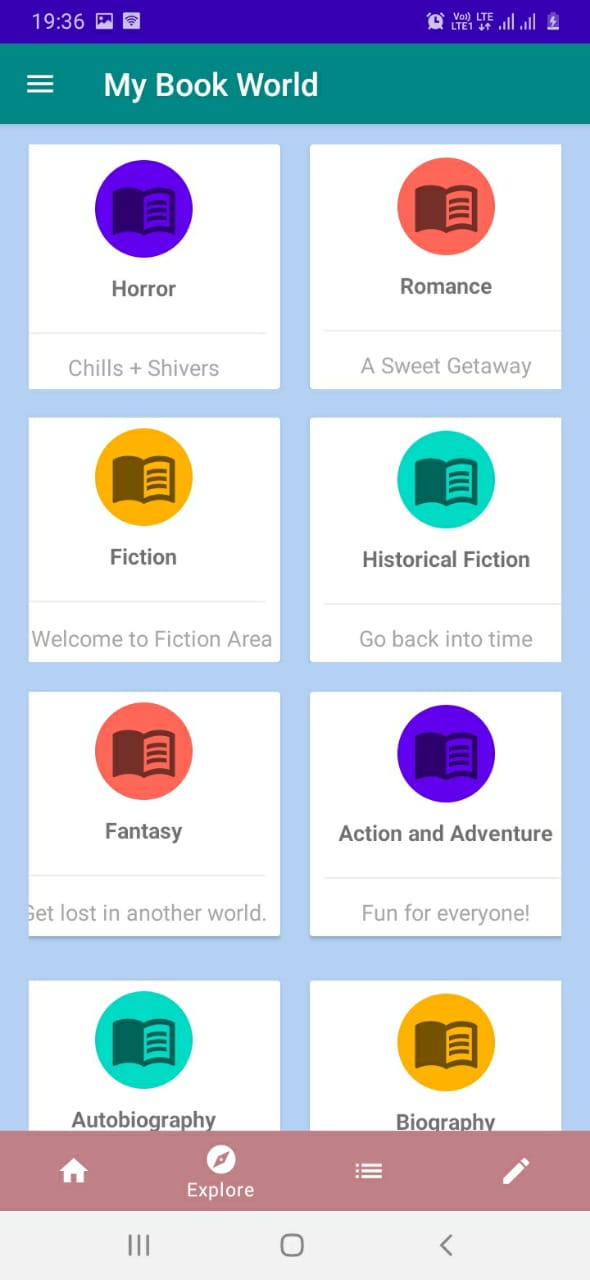 19:36 Vo) LTE
LTE1
My Book World
Horror
Romance
Chills + Shivers
A Sweet Getaway
Fiction
Historical Fiction
Welcome to Fiction Area
Go back into time
Fantasy
Action and Adventure
Get lost in another world.
Fun for everyone!
Autobiography
Biography
Explore